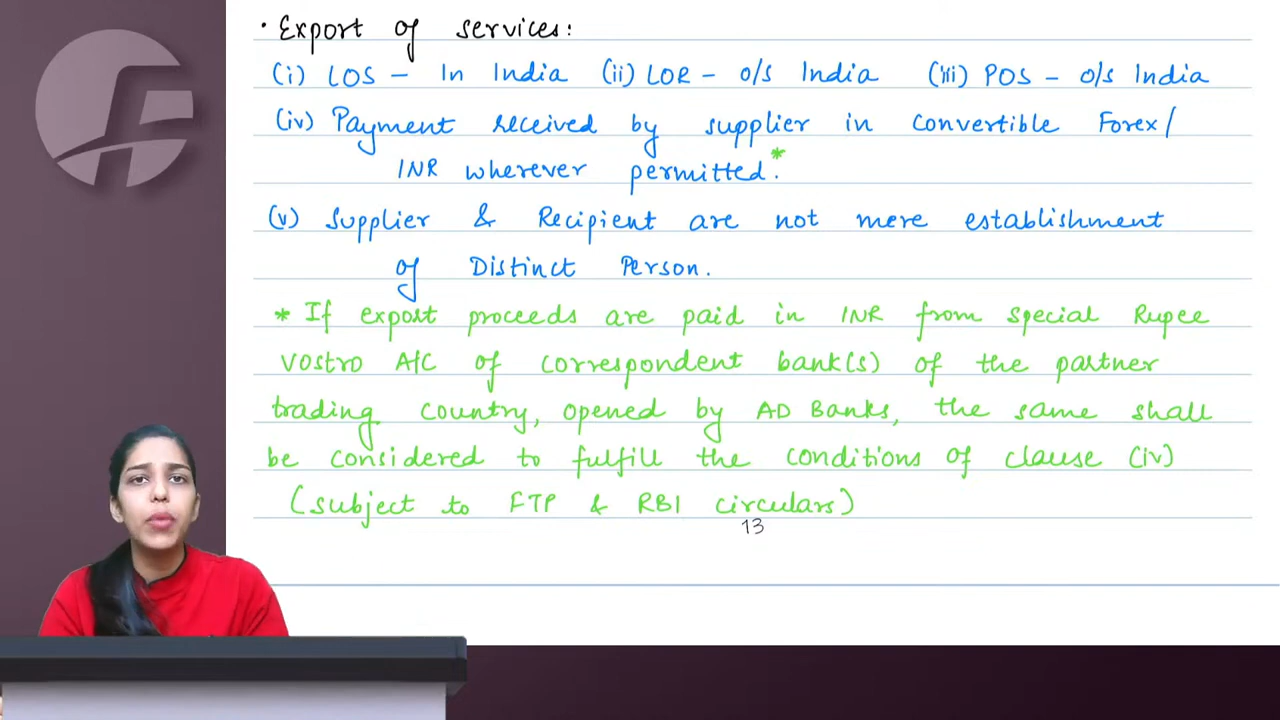 · Export of services:
(i) LOS - In India (ii) LOR - o/s India (iii) POS - o/s India
(iv) Payment received by supplier in convertible Forex/
INR wherever permitted.*
(v) Supplier & Recipient are not mere establishment
of Distinct Person.
* If export proceeds are paid in INR from special Rupee
vostro A/C of correspondent bank(s) of the partner
trading country, opened by AD Banks, the same shall
be considered to fulfill the conditions of clause (iv)
(subject to FTP & RBI circulars)
13